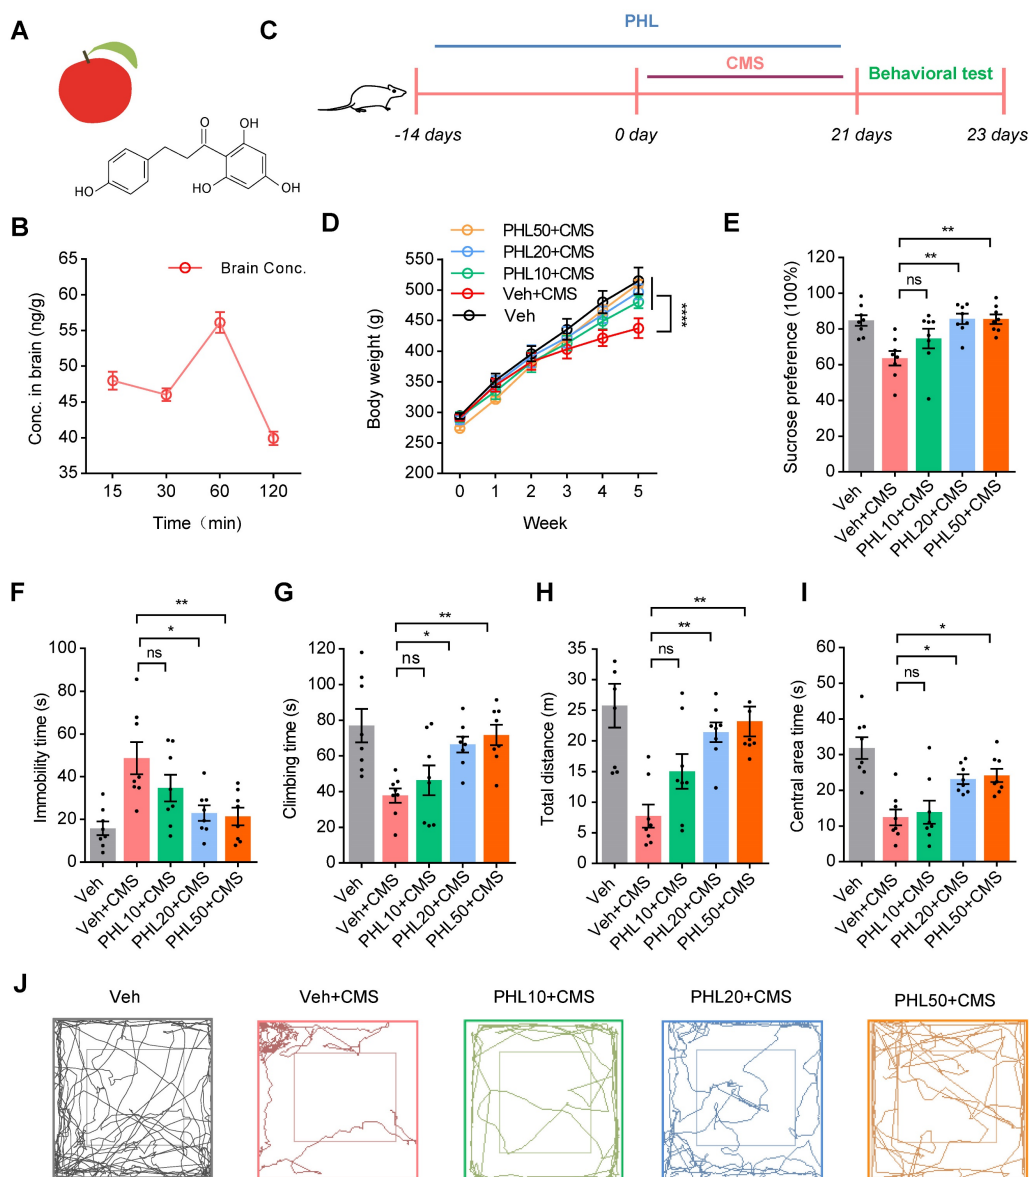 A
O
OH
HO
HO
OH
C
PHL
CMS
Behavioral test
-14 days
0 day
21 days
23 days
B
65
60
55
50
45
40
35
Conc. in brain (ng/g)
Brain Conc.
15 30 60 120
Time（min)
D
PHL50+CMS
PHL20+CMS
PHL10+CMS
Veh+CMS
Veh
550
500
450
400
350
300
250
200
Body weight (g)
****
0 1 2 3 4 5
Week
E
** 
**
ns
120
100
80
60
40
20
0
Sucrose preference (100%)
Veh
Veh+CMS
PHL10+CMS
PHL20+CMS
PHL50+CMS
F
**
*
ns
100
80
60
40
20
0
Immobility time (s)
Veh
Veh+CMS
PHL10+CMS
PHL20+CMS
PHL50+CMS
G
**
*
ns
120
100
80
60
40
20
0
Climbing time (s)
Veh
Veh+CMS
PHL10+CMS
PHL20+CMS
PHL50+CMS
H
**
**
ns
35
30
25
20
15
10
5
0
Total distance (m)
Veh
Veh+CMS
PHL10+CMS
PHL20+CMS
PHL50+CMS
I
*
*
ns
60
50
40
30
20
10
0
Central area time (s)
Veh
Veh+CMS
PHL10+CMS
PHL20+CMS
PHL50+CMS
J
Veh
Veh+CMS
PHL10+CMS
PHL20+CMS
PHL50+CMS